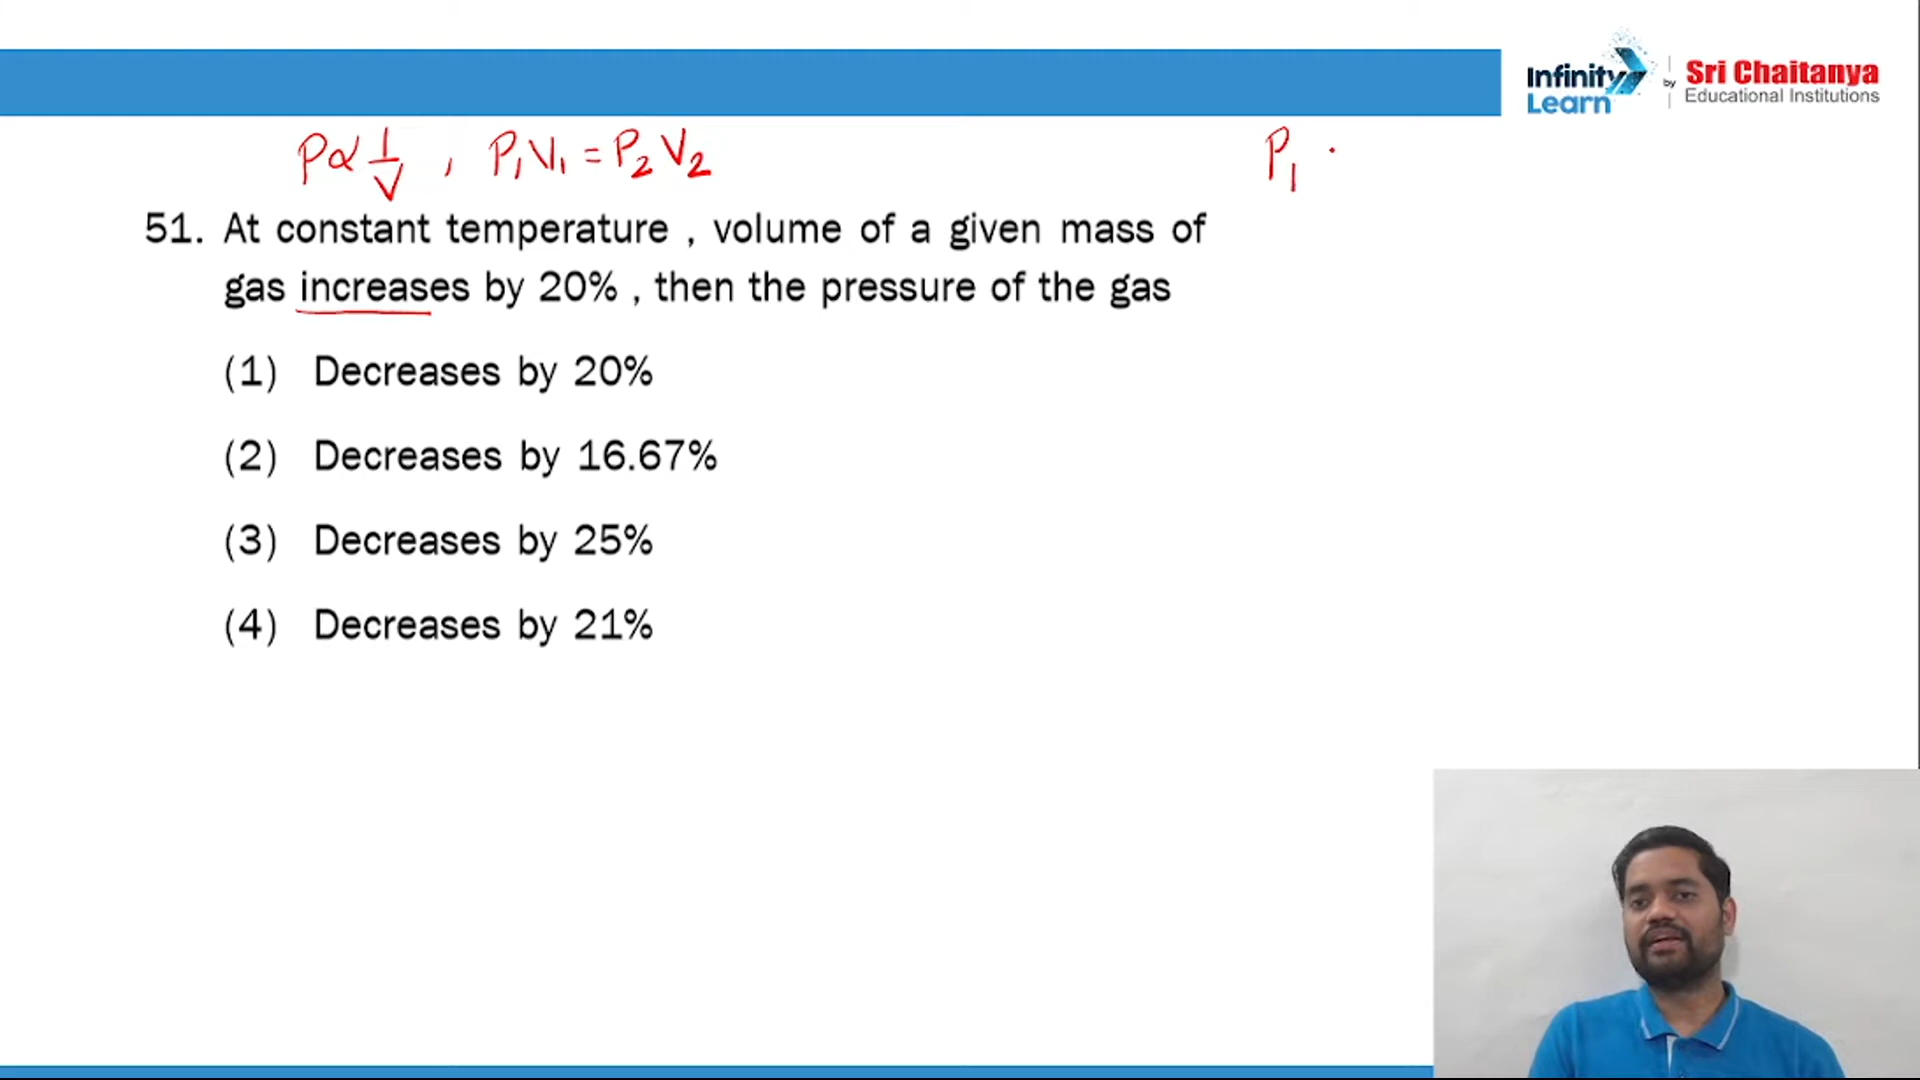 Infinity Learn by Sri Chaitanya Educational Institutions
P∝1/V , P₁V₁ = P₂V₂ P₁ ·
51. At constant temperature , volume of a given mass of
gas increases by 20% , then the pressure of the gas
(1) Decreases by 20%
(2) Decreases by 16.67%
(3) Decreases by 25%
(4) Decreases by 21%